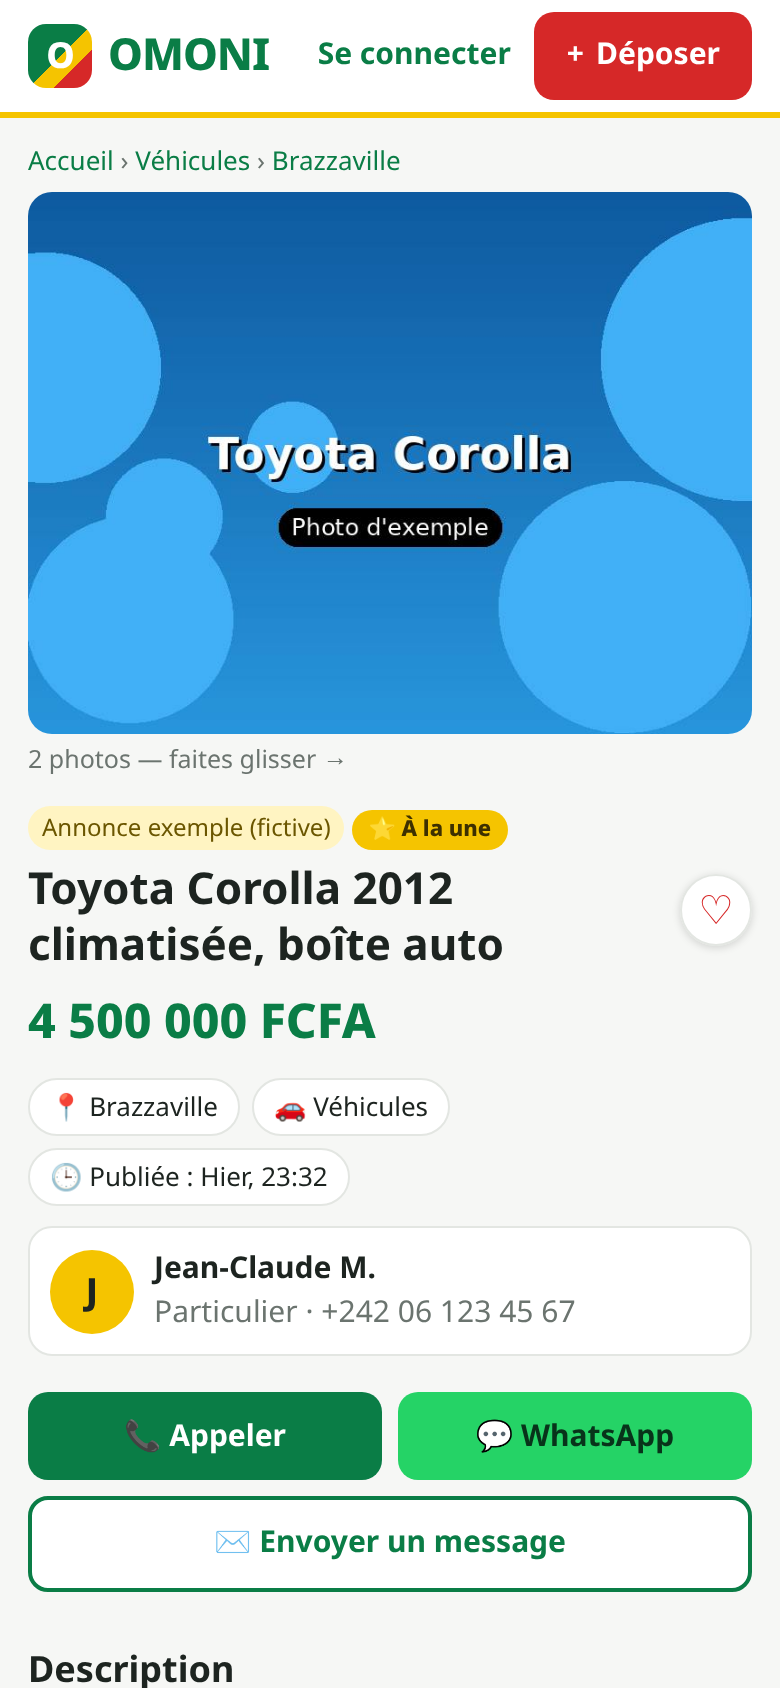 O OMONI Se connecter + Déposer
Accueil › Véhicules › Brazzaville
Toyota Corolla
Photo d'exemple
2 photos — faites glisser →
Annonce exemple (fictive) ⭐ À la une
Toyota Corolla 2012
climatisée, boîte auto
♡
4 500 000 FCFA
📍 Brazzaville 🚗 Véhicules
🕒 Publiée : Hier, 23:32
J
Jean-Claude M.
Particulier · +242 06 123 45 67
📞 Appeler 💬 WhatsApp
✉️ Envoyer un message
Description